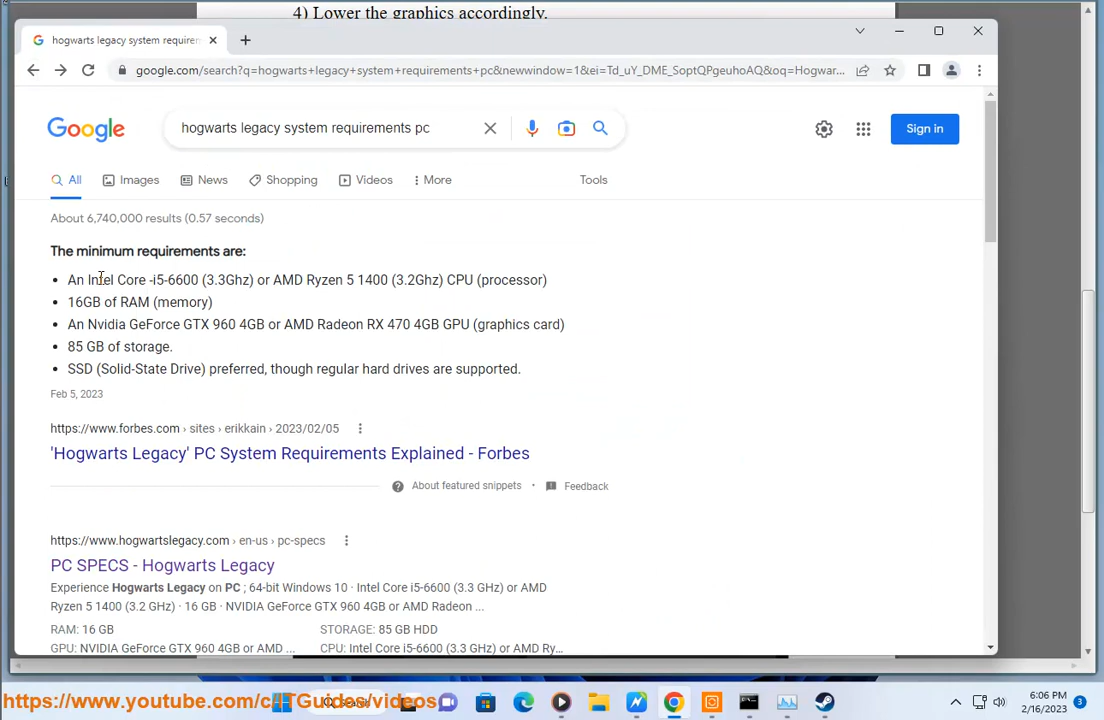 4) Lower the graphics accordingly.
hogwarts legacy system requirem
google.com/search?q=hogwarts+legacy+system+requirements+pc&newwindow=1&ei=Td_uY_DME_SoptQPgeuhoAQ&oq=Hogwar...
Google
hogwarts legacy system requirements pc
Sign in
All Images News Shopping Videos More Tools
About 6,740,000 results (0.57 seconds)
The minimum requirements are:
• An Intel Core -i5-6600 (3.3Ghz) or AMD Ryzen 5 1400 (3.2Ghz) CPU (processor)
• 16GB of RAM (memory)
• An Nvidia GeForce GTX 960 4GB or AMD Radeon RX 470 4GB GPU (graphics card)
• 85 GB of storage.
• SSD (Solid-State Drive) preferred, though regular hard drives are supported.
Feb 5, 2023
https://www.forbes.com › sites › erikkain › 2023/02/05
'Hogwarts Legacy' PC System Requirements Explained - Forbes
About featured snippets • Feedback
https://www.hogwartslegacy.com › en-us › pc-specs
PC SPECS - Hogwarts Legacy
Experience Hogwarts Legacy on PC ; 64-bit Windows 10 · Intel Core i5-6600 (3.3 GHz) or AMD
Ryzen 5 1400 (3.2 GHz) · 16 GB · NVIDIA GeForce GTX 960 4GB or AMD Radeon ...
RAM: 16 GB STORAGE: 85 GB HDD
GPU: NVIDIA GeForce GTX 960 4GB or AMD ... CPU: Intel Core i5-6600 (3.3 GHz) or AMD Ry...
https://www.youtube.com/c/ITGuides/videos
6:06 PM
2/16/2023
3